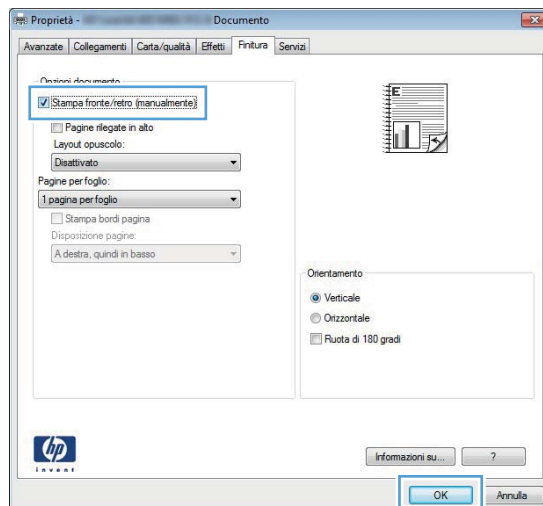 Proprietà - Documento
Avanzate Collegamenti Carta/qualità Effetti Finitura Servizi
Opzioni documento
Stampa fronte/retro (manualmente)
Pagine rilegate in alto
Layout opuscolo:
Disattivato
Pagine per foglio:
1 pagina per foglio
Stampa bordi pagina
Disposizione pagine:
A destra, quindi in basso
E
Orientamento
Verticale
Orizzontale
Ruota di 180 gradi
hp
invent
Informazioni su... ?
OK Annulla